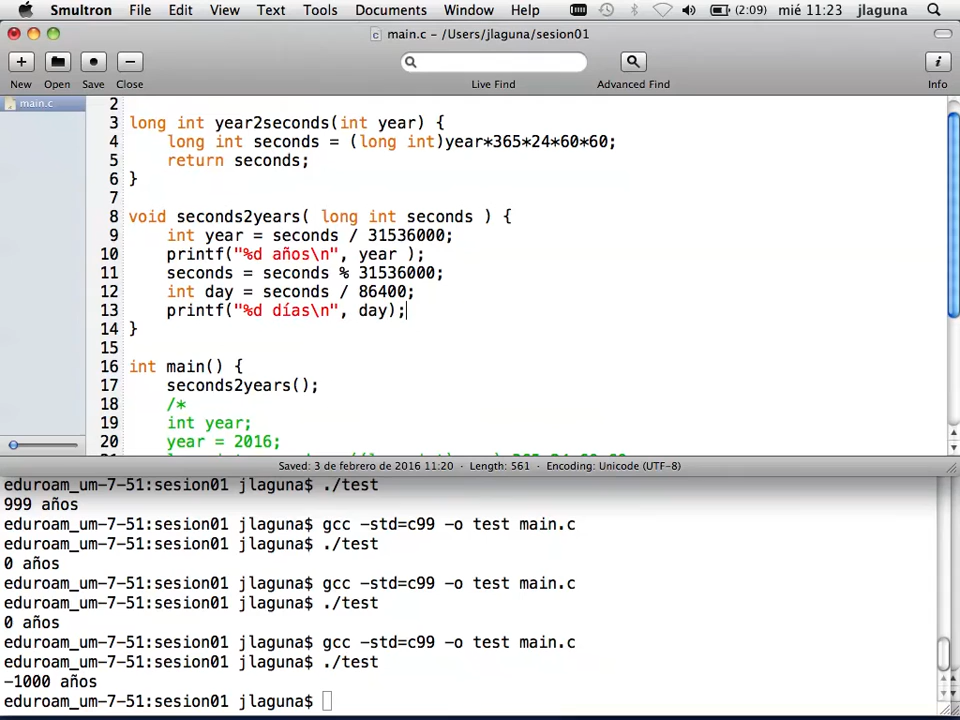 Smultron File Edit View Text Tools Documents Window Help (2:09) mié 11:23 jlaguna
main.c – /Users/jlaguna/sesion01
New Open Save Close Live Find Advanced Find Info
main.c
2
3 long int year2seconds(int year) {
4 long int seconds = (long int)year*365*24*60*60;
5 return seconds;
6 }
7
8 void seconds2years( long int seconds ) {
9 int year = seconds / 31536000;
10 printf("%d años\n", year );
11 seconds = seconds % 31536000;
12 int day = seconds / 86400;
13 printf("%d días\n", day);
14 }
15
16 int main() {
17 seconds2years();
18 /*
19 int year;
20 year = 2016;
Saved: 3 de febrero de 2016 11:20 · Length: 561 · Encoding: Unicode (UTF-8)
eduroam_um-7-51:sesion01 jlaguna$ ./test
999 años
eduroam_um-7-51:sesion01 jlaguna$ gcc -std=c99 -o test main.c
eduroam_um-7-51:sesion01 jlaguna$ ./test
0 años
eduroam_um-7-51:sesion01 jlaguna$ gcc -std=c99 -o test main.c
eduroam_um-7-51:sesion01 jlaguna$ ./test
0 años
eduroam_um-7-51:sesion01 jlaguna$ gcc -std=c99 -o test main.c
eduroam_um-7-51:sesion01 jlaguna$ ./test
-1000 años
eduroam_um-7-51:sesion01 jlaguna$